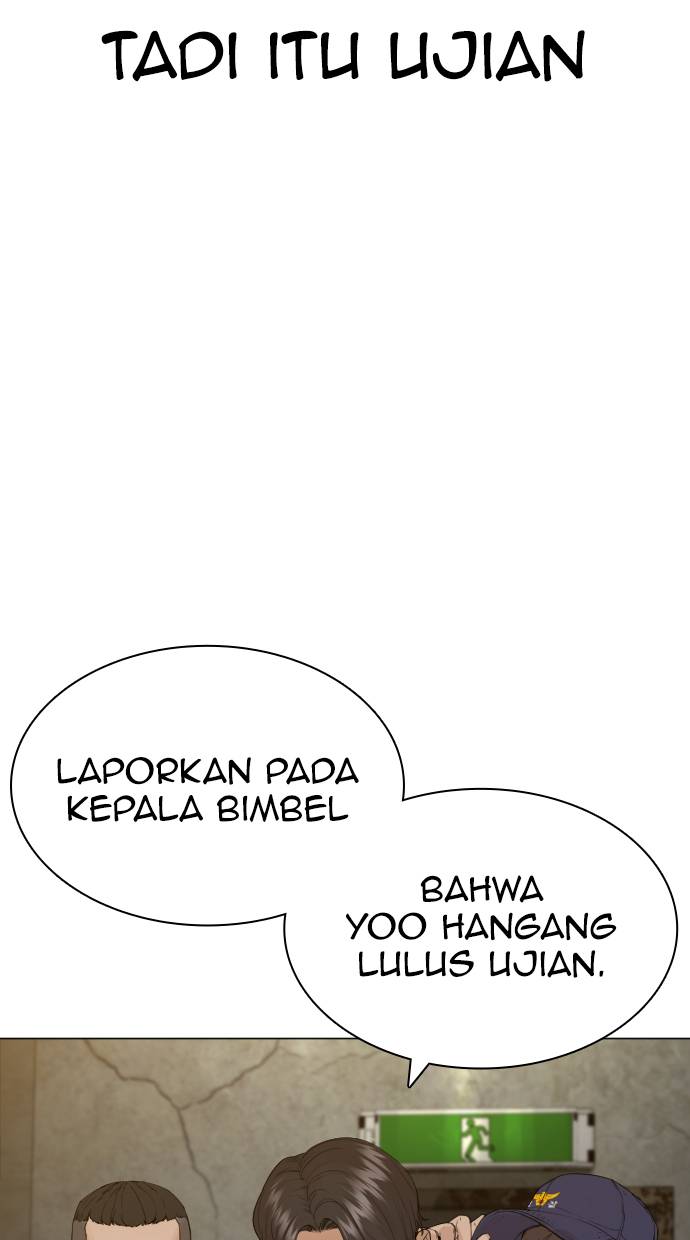 TADI ITU UJIAN
LAPORKAN PADA
KEPALA BIMBEL
BAHWA
YOO HANGANG
LULUS UJIAN.